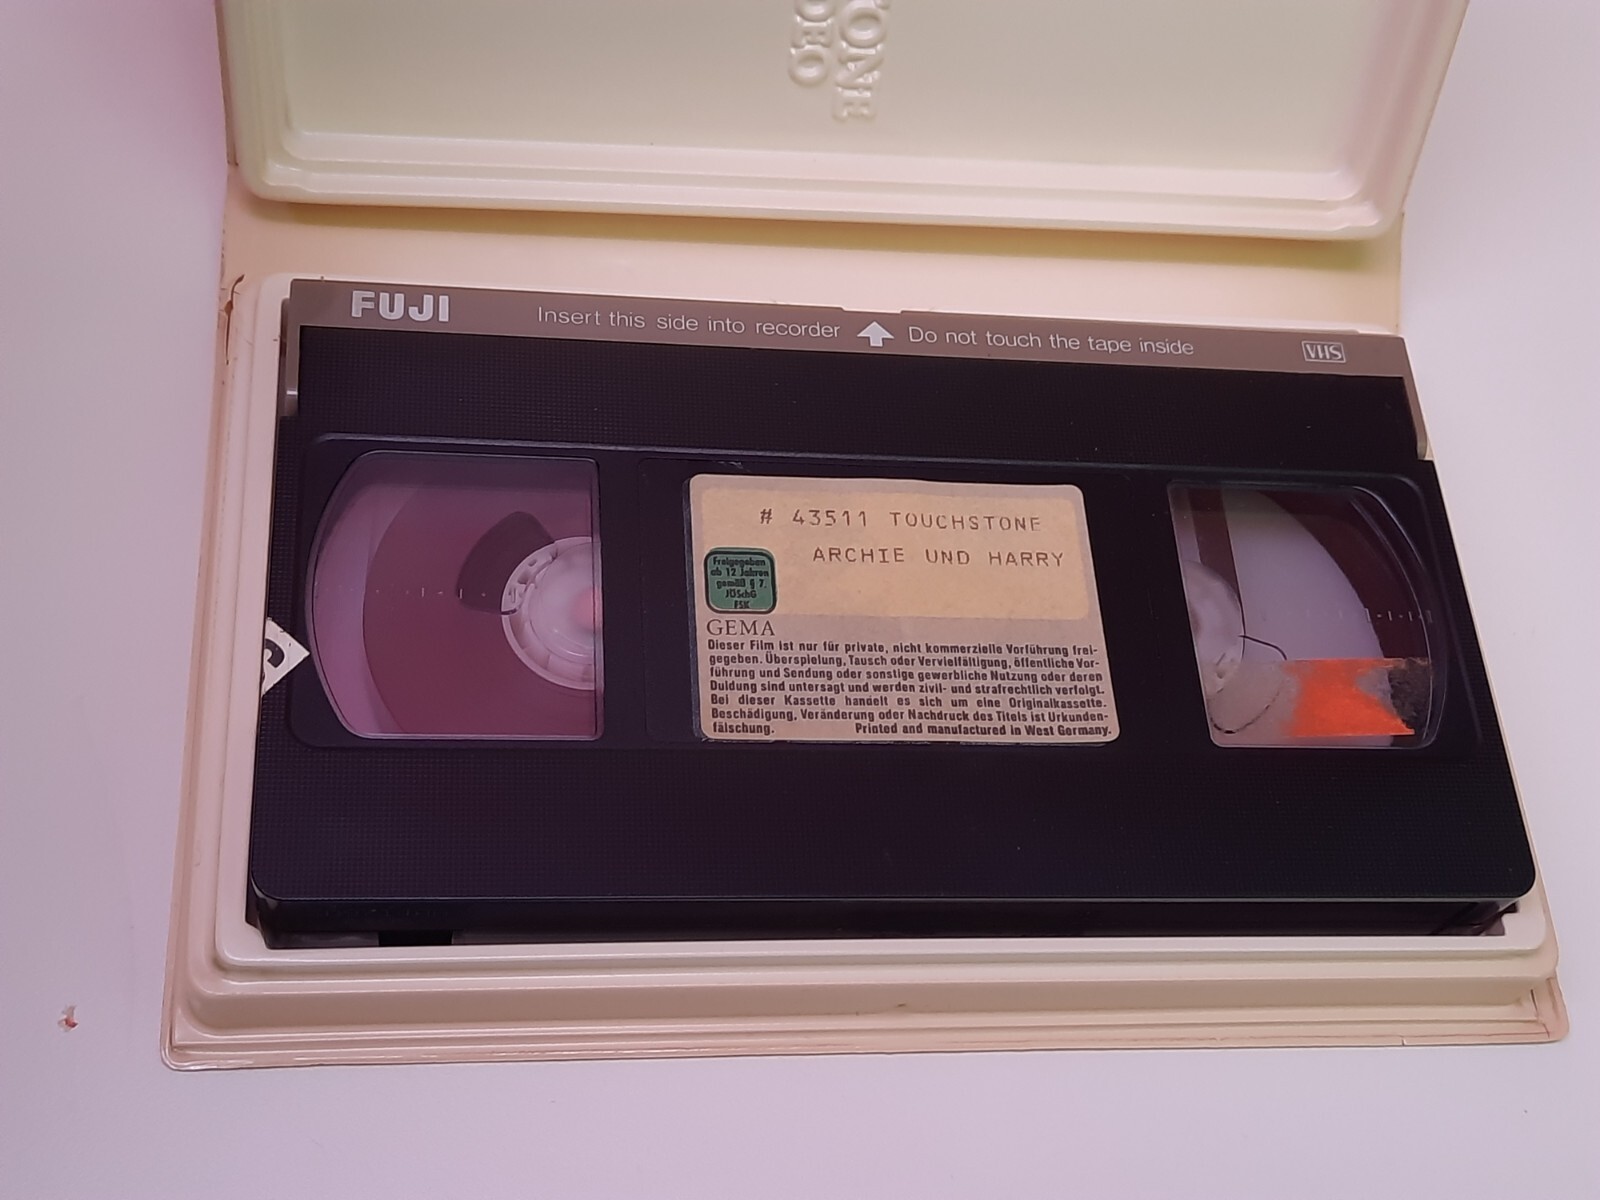 TONE
DEO
FUJI
Insert this side into recorder
Do not touch the tape inside
VHS
# 43511 TOUCHSTONE
ARCHIE UND HARRY
Freigegeben
ab 12 Jahren
gemäß § 7.
JÖSchG
FSK
GEMA
Dieser Film ist nur für private, nicht kommerzielle Vorführung frei-
gegeben. Überspielung, Tausch oder Vervielfältigung, öffentliche Vor-
führung und Sendung oder sonstige gewerbliche Nutzung oder deren
Duldung sind untersagt und werden zivil- und strafrechtlich verfolgt.
Bei dieser Kassette handelt es sich um eine Originalkassette.
Beschädigung, Veränderung oder Nachdruck des Titels ist Urkunden-
fälschung. Printed and manufactured in West Germany.